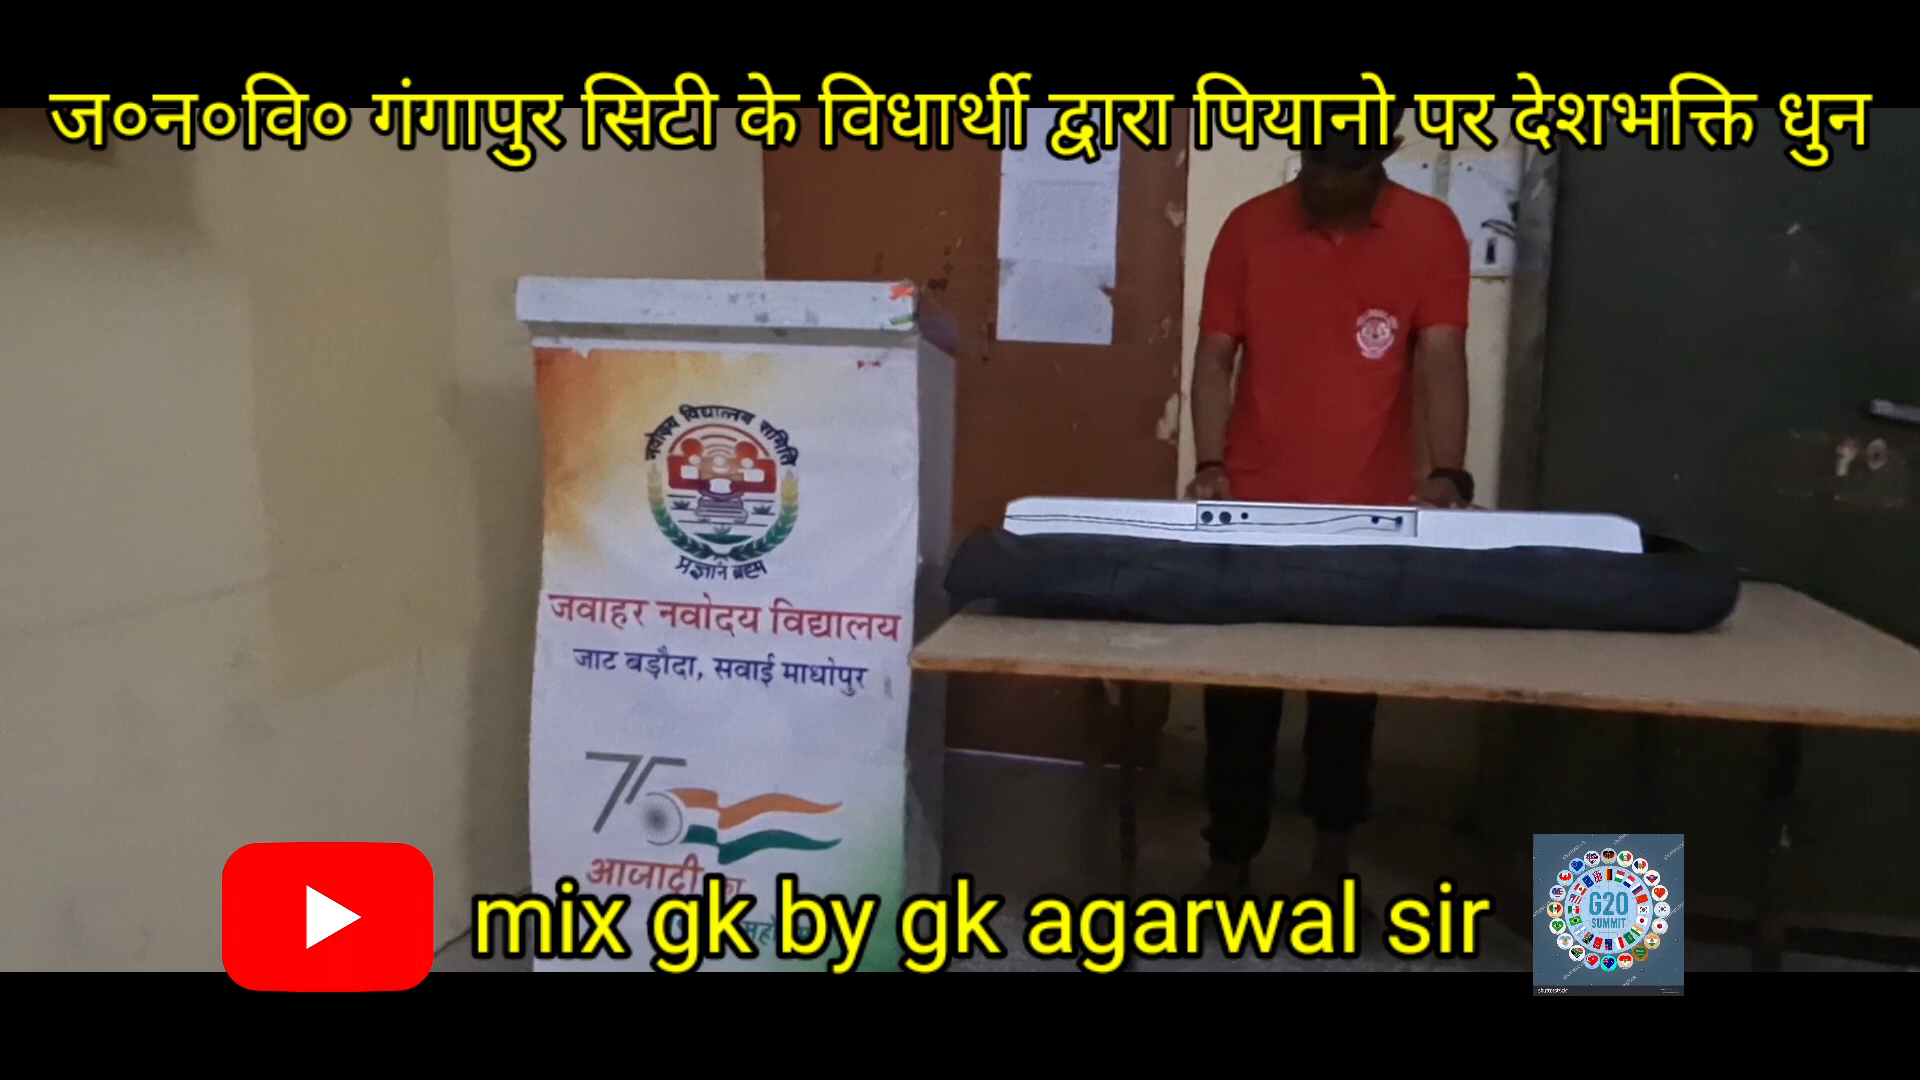 ज०न०वि० गंगापुर सिटी के विधार्थी द्वारा पियानो पर देशभक्ति धुन
नवोदय विद्यालय समिति
प्रज्ञानं ब्रह्म
जवाहर नवोदय विद्यालय
जाट बड़ौदा, सवाई माधोपुर
75
आजादी का
mix gk by gk agarwal sir
G20
SUMMIT
shutterstock